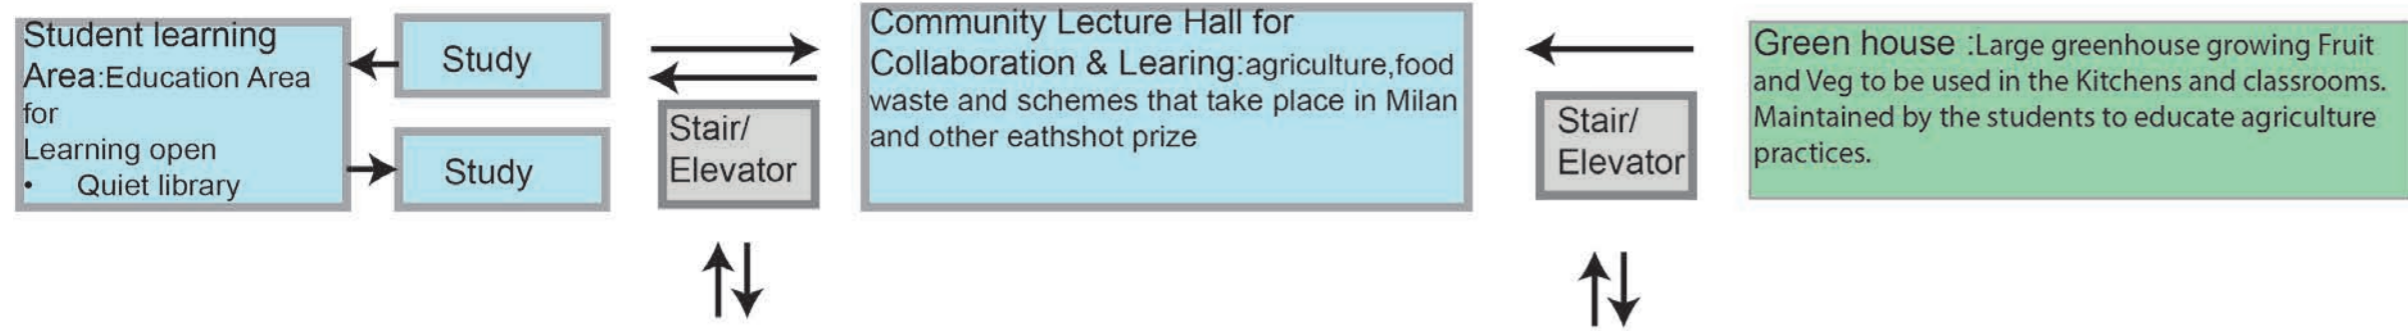 Student learning
Area:Education Area
for
Learning open
• Quiet library
Study
Study
Stair/
Elevator
Community Lecture Hall for
Collaboration & Learing:agriculture,food
waste and schemes that take place in Milan
and other eathshot prize
Stair/
Elevator
Green house :Large greenhouse growing Fruit
and Veg to be used in the Kitchens and classrooms.
Maintained by the students to educate agriculture
practices.